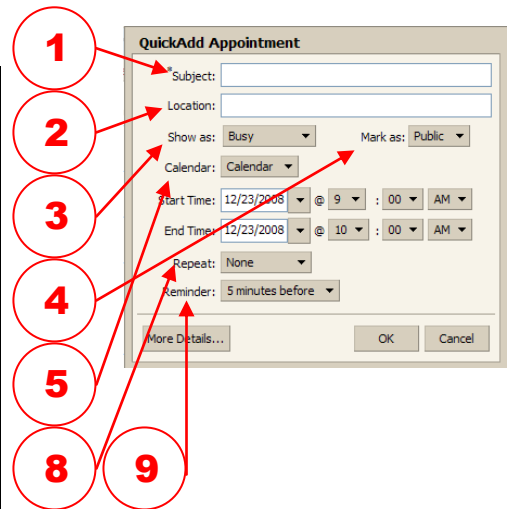 QuickAdd Appointment
1
*Subject:
Location:
2
Show as: Busy Mark as: Public
Calendar: Calendar
3
Start Time: 12/23/2008 @ 9 : 00 AM
End Time: 12/23/2008 @ 10 : 00 AM
Repeat: None
4
Reminder: 5 minutes before
More Details... OK Cancel
5
8 9